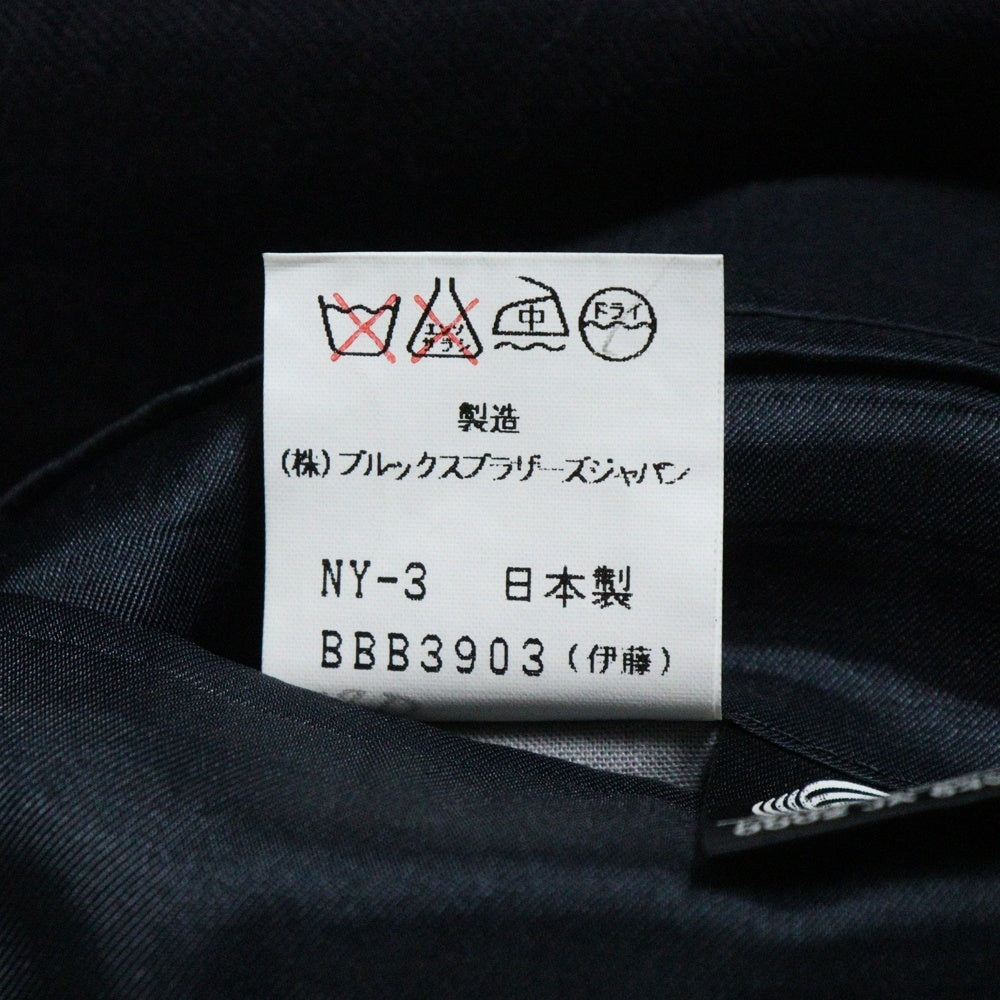 エンソ
サラシ
中
ドライ
製造
(株)ブルックスブラザーズジャパン
NY-3 日本製
BBB3903(伊藤)